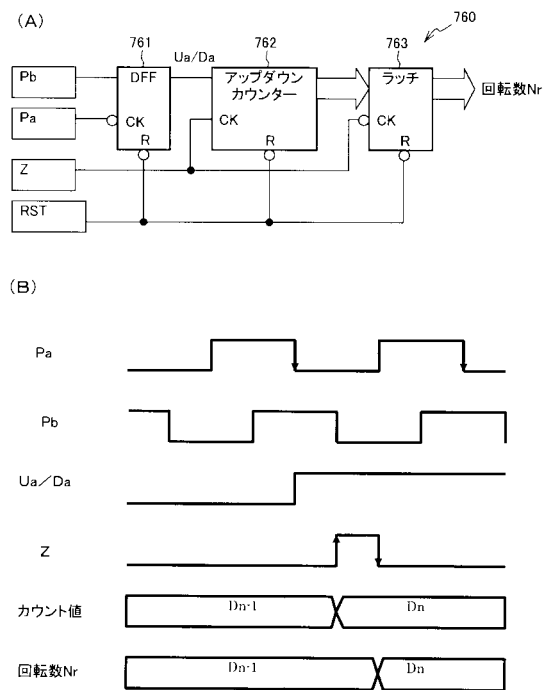 (A)
760
761
762
763
Pb
DFF
Ua/Da
アップダウン
カウンター
ラッチ
回転数Nr
Pa
CK
CK
CK
R
R
R
Z
RST
(B)
Pa
Pb
Ua/Da
Z
カウント値
Dn-1
Dn
回転数Nr
Dn-1
Dn